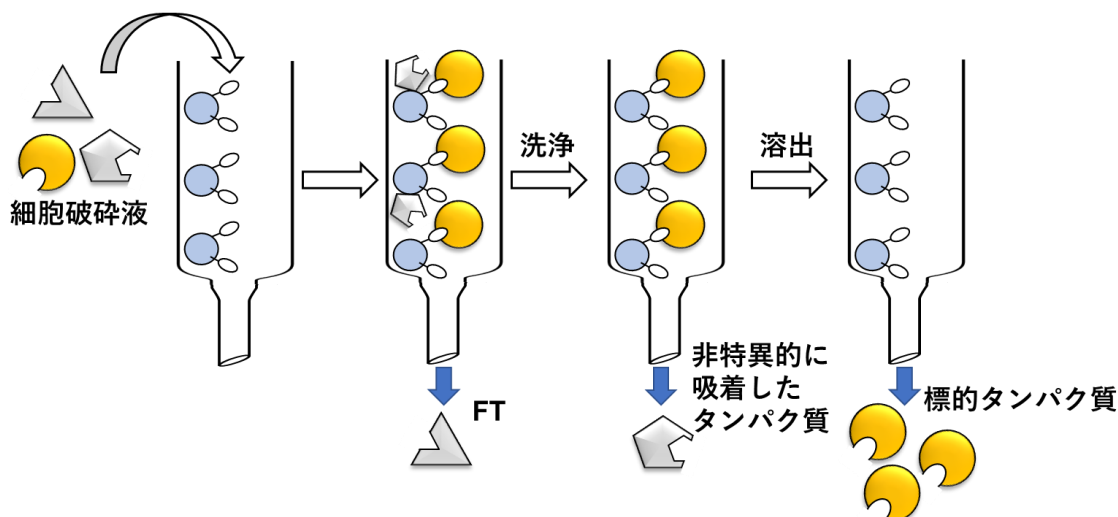 細胞破砕液
洗浄
溶出
FT
非特異的に
吸着した
タンパク質
標的タンパク質